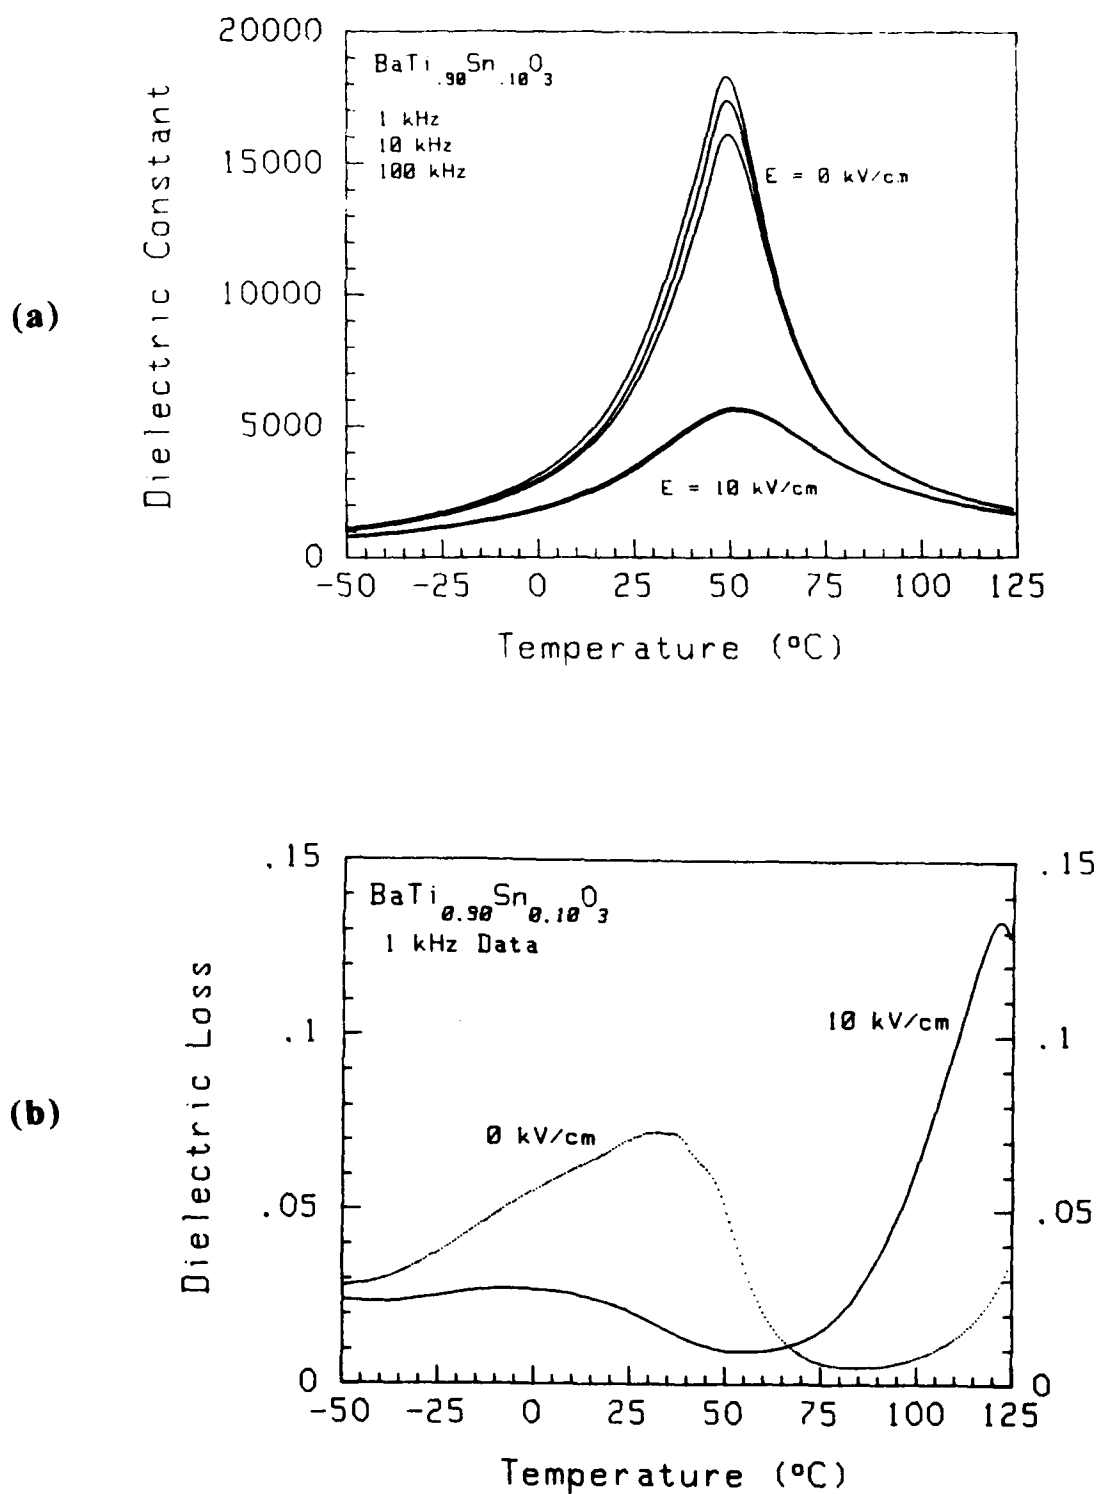 (a)
Dielectric Constant
20000
15000
10000
5000
0
BaTi.90Sn.10O3
1 kHz
10 kHz
100 kHz
E = 0 kV/cm
E = 10 kV/cm
-50 -25 0 25 50 75 100 125
Temperature (ºC)
(b)
Dielectric Loss
.15
.1
.05
0
BaTi0.90Sn0.10O3
1 kHz Data
0 kV/cm
10 kV/cm
.15
.1
.05
0
-50 -25 0 25 50 75 100 125
Temperature (ºC)